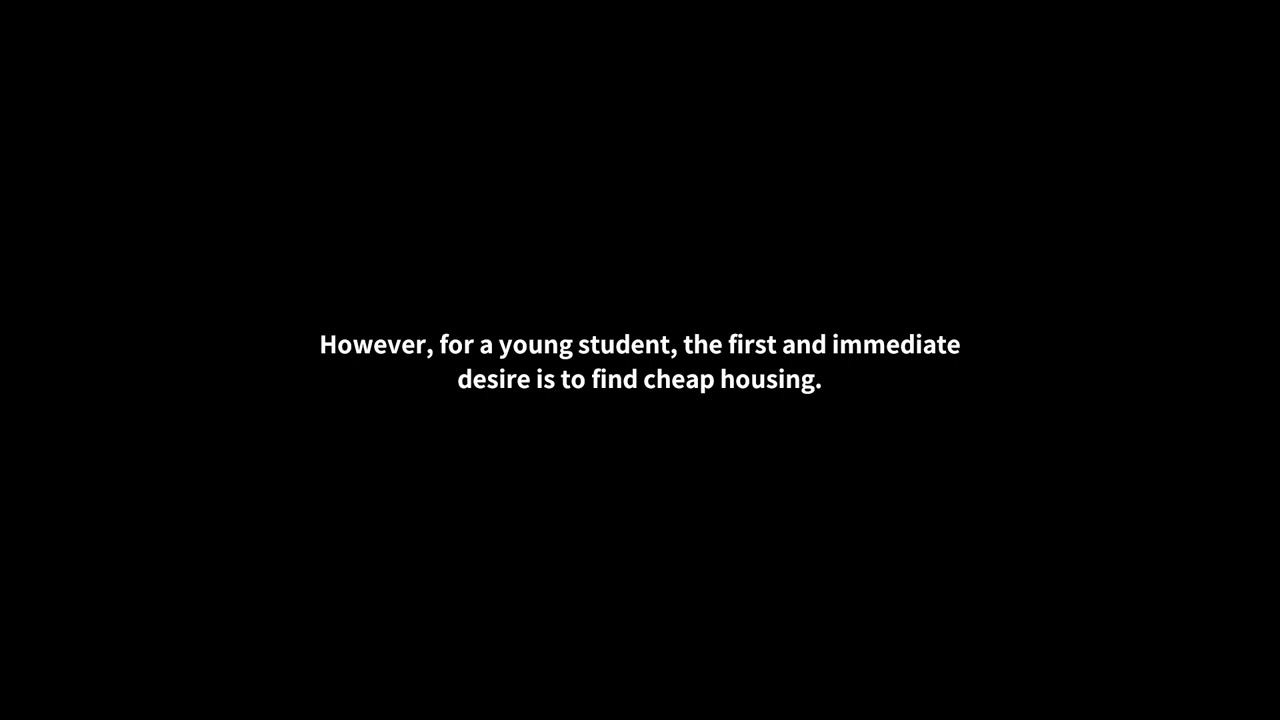 However, for a young student, the first and immediate
desire is to find cheap housing.